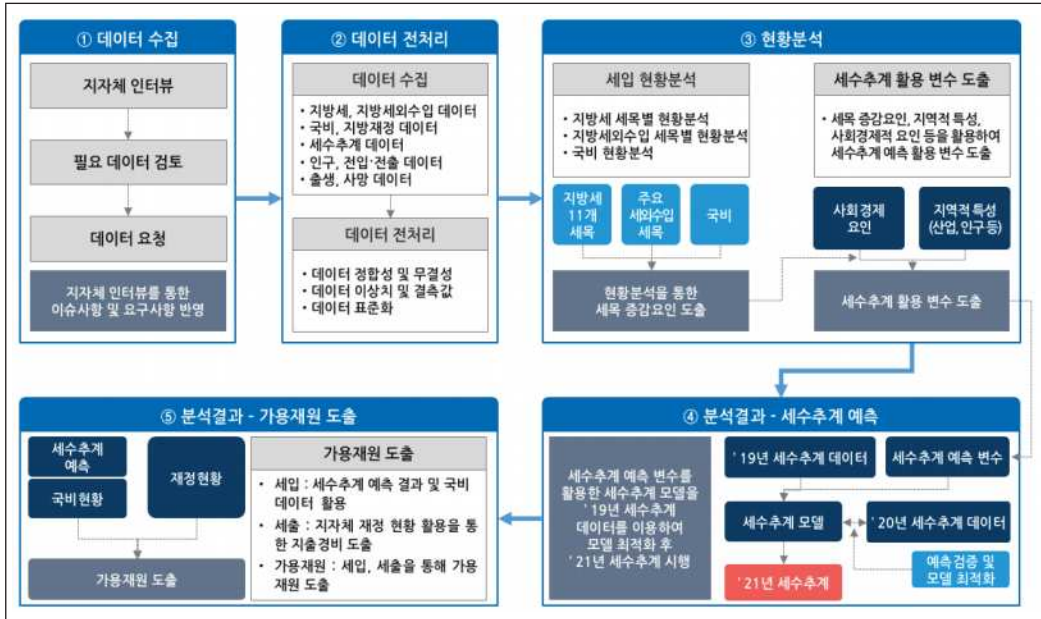 ① 데이터 수집
지자체 인터뷰
필요 데이터 검토
데이터 요청
지자체 인터뷰를 통한
이슈사항 및 요구사항 반영
② 데이터 전처리
데이터 수집
• 지방세, 지방세외수입 데이터
• 국비, 지방재정 데이터
• 세수추계 데이터
• 인구, 전입·전출 데이터
• 출생, 사망 데이터
데이터 전처리
• 데이터 정합성 및 무결성
• 데이터 이상치 및 결측값
• 데이터 표준화
③ 현황분석
세입 현황분석
• 지방세 세목별 현황분석
• 지방세외수입 세목별 현황분석
• 국비 현황분석
지방세
11개
세목
주요
세외수입
세목
국비
현황분석을 통한
세목 증감요인 도출
세수추계 활용 변수 도출
• 세목 증감요인, 지역적 특성,
사회경제적 요인 등을 활용하여
세수추계 예측 활용 변수 도출
사회경제
요인
지역적 특성
(산업, 인구 등)
세수추계 활용 변수 도출
④ 분석결과 - 세수추계 예측
세수추계 예측 변수를
활용한 세수추계 모델을
'19년 세수추계
데이터를 이용하여
모델 최적화 후
'21년 세수추계 시행
'19년 세수추계 데이터
세수추계 예측 변수
세수추계 모델
'20년 세수추계 데이터
'21년 세수추계
예측검증 및
모델 최적화
⑤ 분석결과 - 가용재원 도출
세수추계
예측
국비현황
재정현황
가용재원 도출
가용재원 도출
• 세입 : 세수추계 예측 결과 및 국비
데이터 활용
• 세출 : 지자체 재정 현황 활용을 통
한 지출경비 도출
• 가용재원 : 세입, 세출을 통해 가용
재원 도출